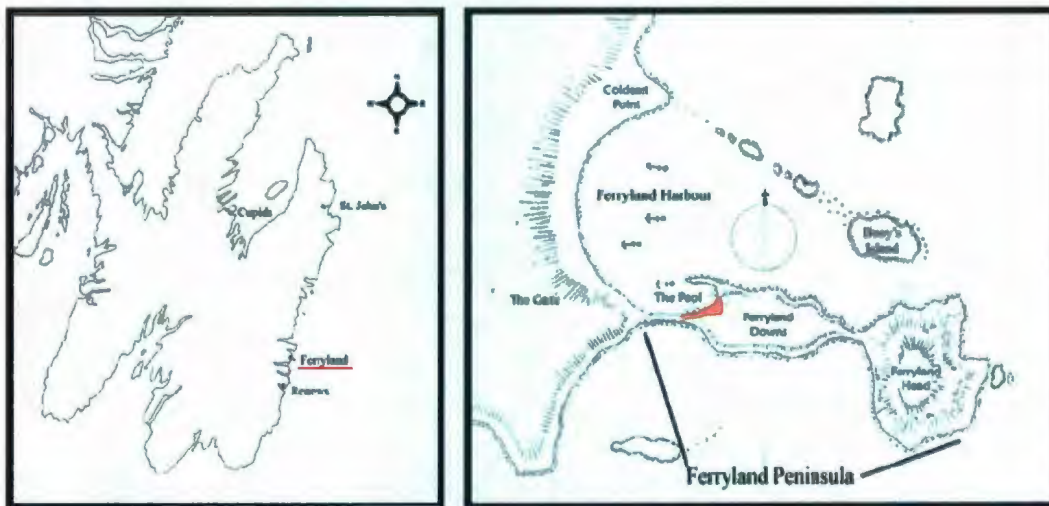 Cupids
St. John's
Ferryland
Renews
Coldeast
Point
Ferryland Harbour
Bouy's
Island
The Gaze
The Pool
Ferryland
Downs
Ferryland
Head
Ferryland Peninsula